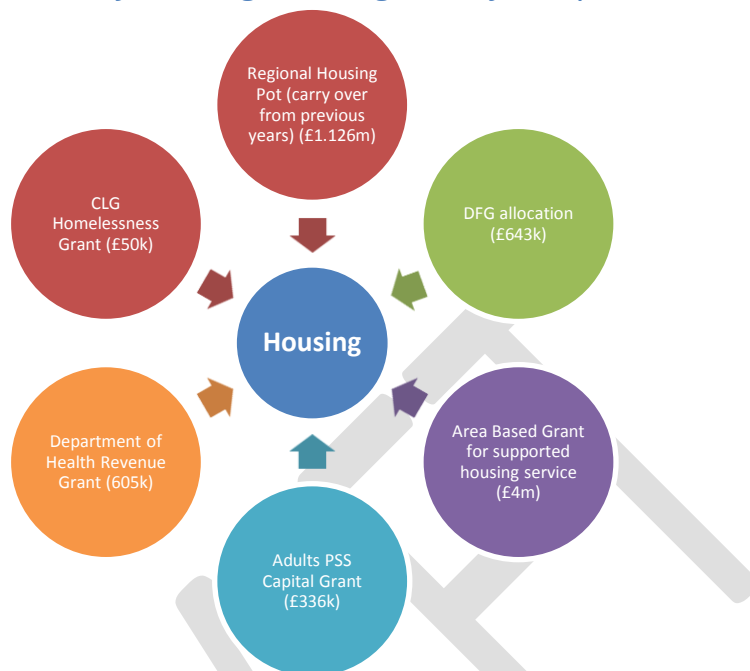 Regional Housing
Pot (carry over
from previous
years) (£1.126m)
CLG
Homelessness
Grant (£50k)
DFG allocation
(£643k)
Housing
Department of
Health Revenue
Grant (605k)
Area Based Grant
for supported
housing service
(£4m)
Adults PSS
Capital Grant
(£336k)